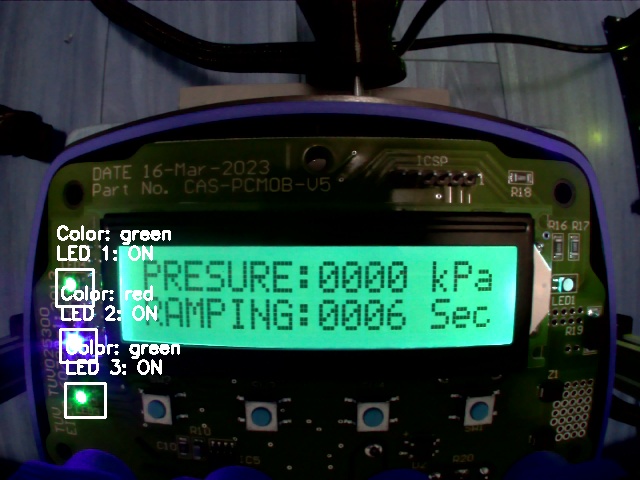 DATE 16-Mar-2023
Part No. CAS-PCMOB-V5
ICSP
1
R18
R16 R17
Color: green
LED 1: ON
PRESURE:0000 kPa
Color: red
LED 2: ON
RAMPING:0006 Sec
LED1
R19
Color: green
LED 3: ON
Z1
R20